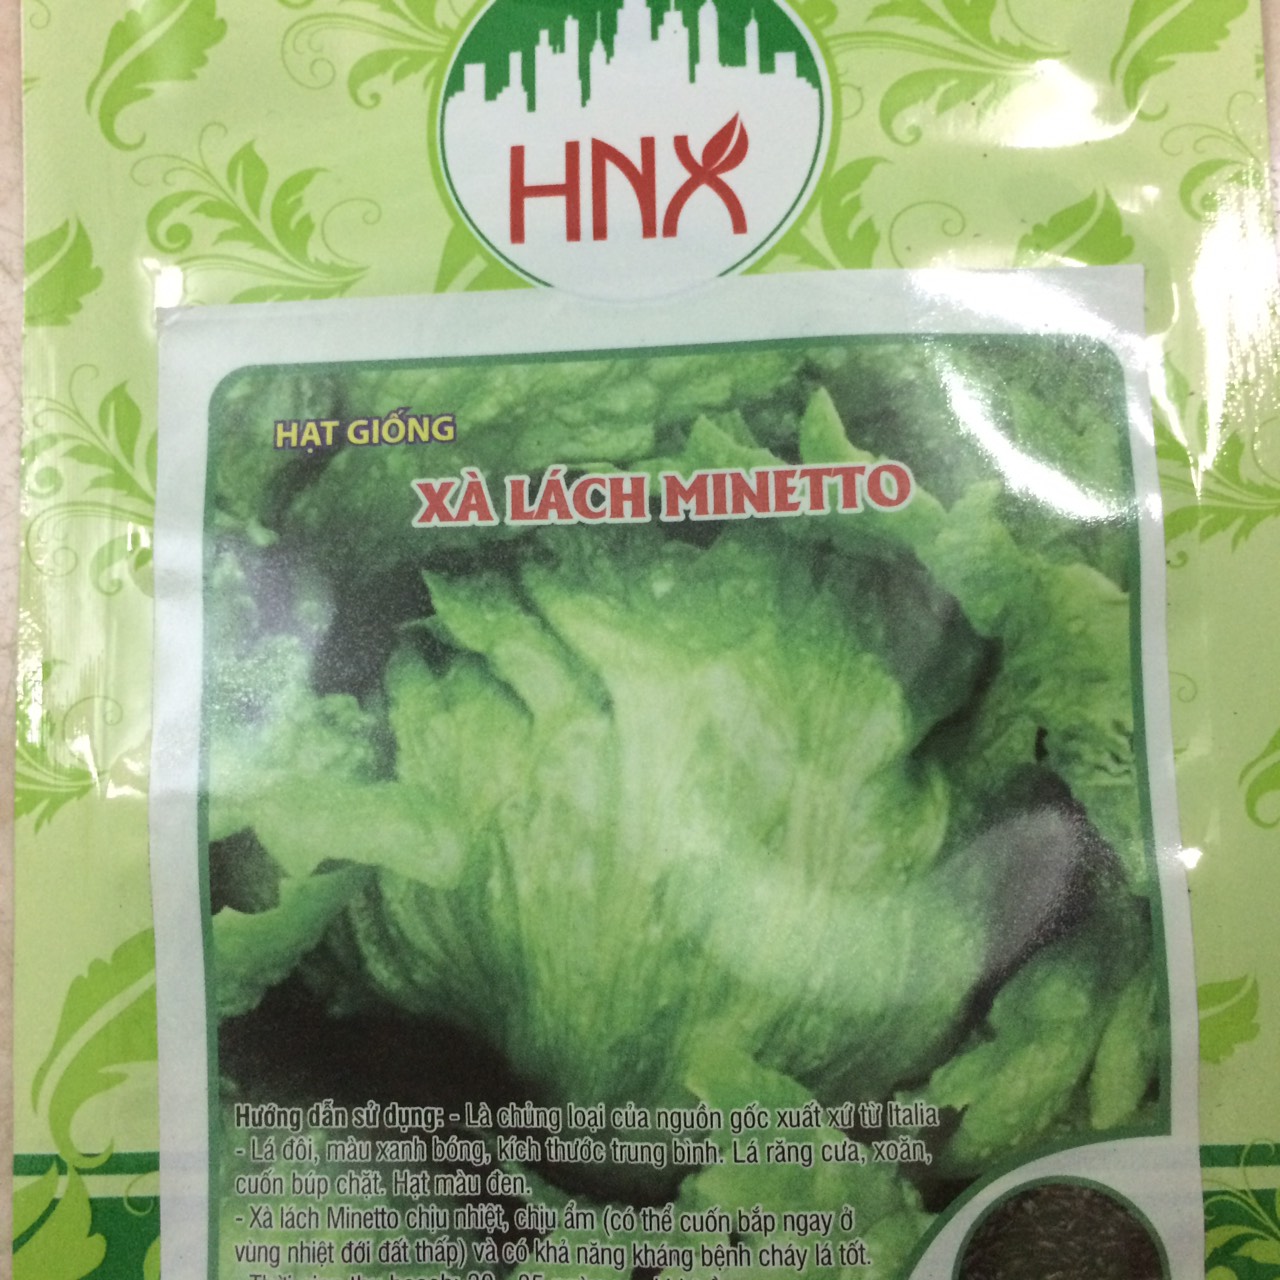 HNX
HẠT GIỐNG
XÀ LÁCH MINETTO
Hướng dẫn sử dụng: - Là chủng loại của nguồn gốc xuất xứ từ Italia
- Lá đôi, màu xanh bóng, kích thước trung bình. Lá răng cưa, xoăn,
cuốn búp chặt. Hạt màu đen.
- Xà lách Minetto chịu nhiệt, chịu ẩm (có thể cuốn bắp ngay ở
vùng nhiệt đới đất thấp) và có khả năng kháng bệnh cháy lá tốt.